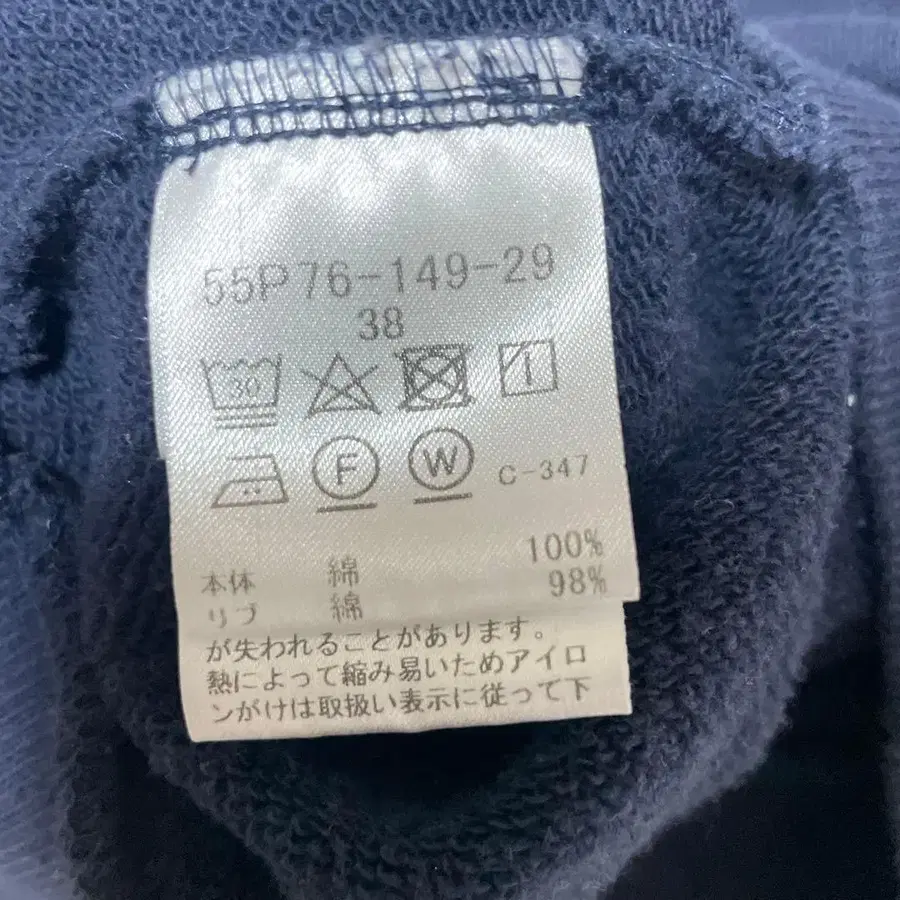 55P76-149-29
38
30
F W C-347
本体 綿 100%
リブ 綿 98%
が失われることがあります。
熱によって縮み易いためアイロ
ンがけは取扱い表示に従って下